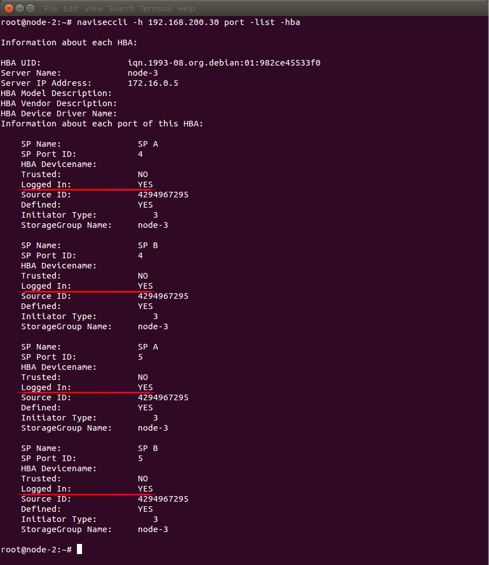 File Edit View Search Terminal Help
root@node-2:~# naviseccli -h 192.168.200.30 port -list -hba
Information about each HBA:
HBA UID: iqn.1993-08.org.debian:01:982ce45533f0
Server Name: node-3
Server IP Address: 172.16.0.5
HBA Model Description:
HBA Vendor Description:
HBA Device Driver Name:
Information about each port of this HBA:
SP Name: SP A
SP Port ID: 4
HBA Devicename:
Trusted: NO
Logged In: YES
Source ID: 4294967295
Defined: YES
Initiator Type: 3
StorageGroup Name: node-3
SP Name: SP B
SP Port ID: 4
HBA Devicename:
Trusted: NO
Logged In: YES
Source ID: 4294967295
Defined: YES
Initiator Type: 3
StorageGroup Name: node-3
SP Name: SP A
SP Port ID: 5
HBA Devicename:
Trusted: NO
Logged In: YES
Source ID: 4294967295
Defined: YES
Initiator Type: 3
StorageGroup Name: node-3
SP Name: SP B
SP Port ID: 5
HBA Devicename:
Trusted: NO
Logged In: YES
Source ID: 4294967295
Defined: YES
Initiator Type: 3
StorageGroup Name: node-3
root@node-2:~#